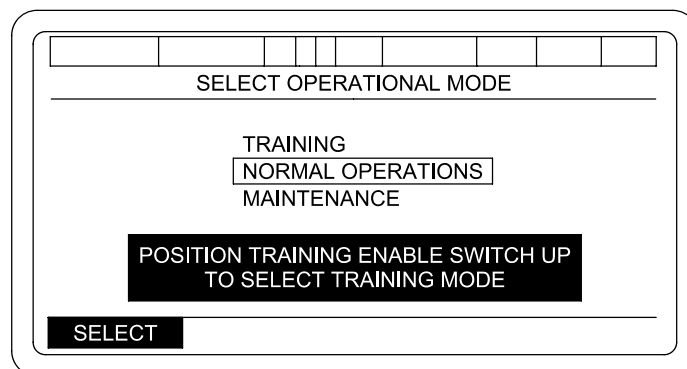 SELECT OPERATIONAL MODE
TRAINING
NORMAL OPERATIONS
MAINTENANCE
POSITION TRAINING ENABLE SWITCH UP
TO SELECT TRAINING MODE
SELECT